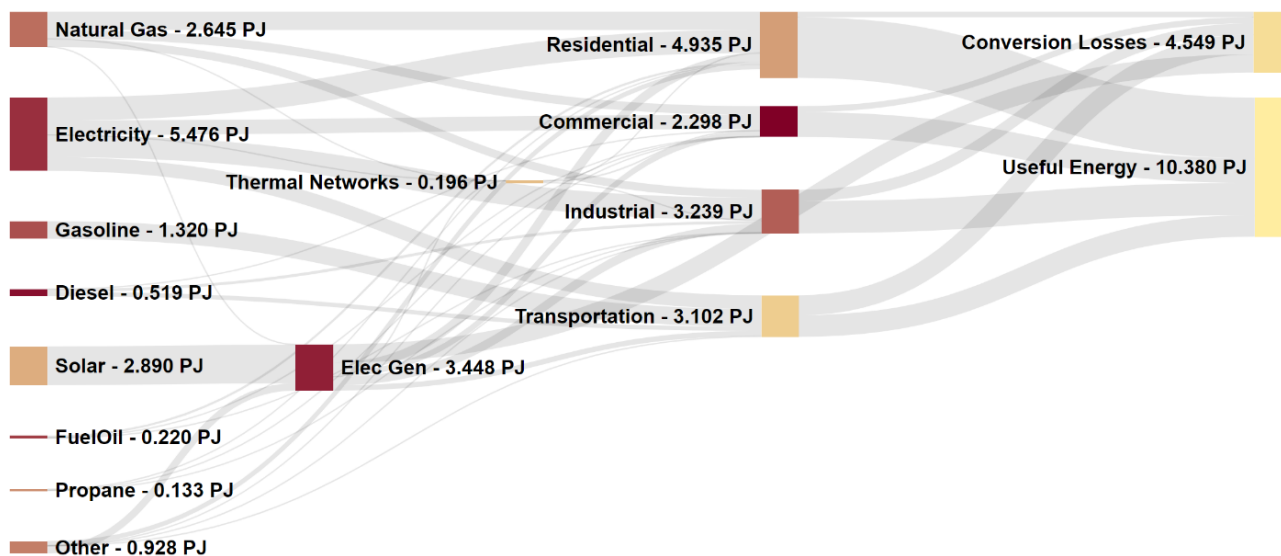 Natural Gas - 2.645 PJ
Electricity - 5.476 PJ
Gasoline - 1.320 PJ
Diesel - 0.519 PJ
Solar - 2.890 PJ
FuelOil - 0.220 PJ
Propane - 0.133 PJ
Other - 0.928 PJ
Elec Gen - 3.448 PJ
Thermal Networks - 0.196 PJ
Residential - 4.935 PJ
Commercial - 2.298 PJ
Industrial - 3.239 PJ
Transportation - 3.102 PJ
Conversion Losses - 4.549 PJ
Useful Energy - 10.380 PJ